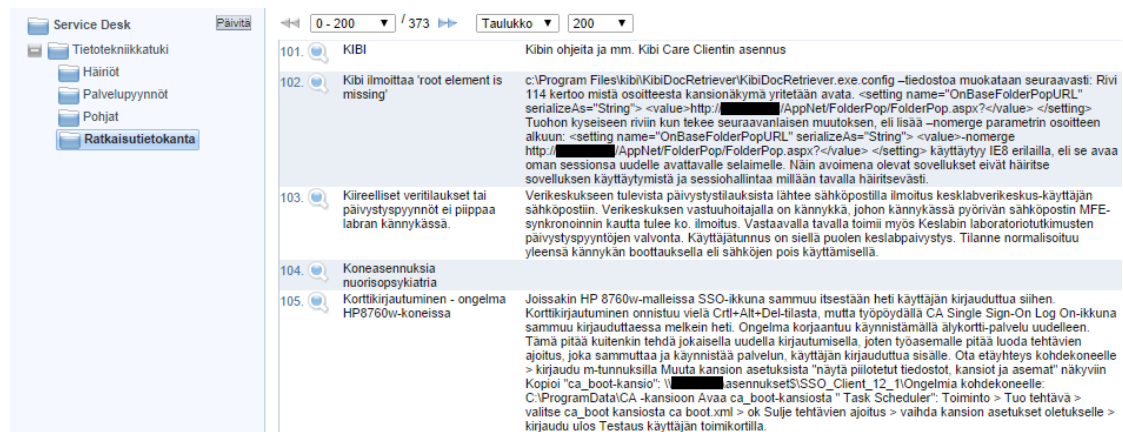 Service Desk
Päivitä
Tietotekniikkatuki
Häiriöt
Palvelupyynnöt
Pohjat
Ratkaisutietokanta
0 - 200 / 373 Taulukko 200
101. KIBI Kibin ohjeita ja mm. Kibi Care Clientin asennus
102. Kibi ilmoittaa 'root element is missing'
c:\Program Files\kibi\KibiDocRetriever\KibiDocRetriever.exe.config –tiedostoa muokataan seuraavasti: Rivi
114 kertoo mistä osoitteesta kansionäkymä yritetään avata. <setting name="OnBaseFolderPopURL"
serializeAs="String"> <value>http:// /AppNet/FolderPop/FolderPop.aspx?</value> </setting>
Tuohon kyseiseen riviin kun tekee seuraavanlaisen muutoksen, eli lisää –nomerge parametrin osoitteen
alkuun: <setting name="OnBaseFolderPopURL" serializeAs="String"> <value>-nomerge
http:// /AppNet/FolderPop/FolderPop.aspx?</value> </setting> käyttäytyy IE8 erilailla, eli se avaa
oman sessionsa uudelle avattavalle selaimelle. Näin avoimena olevat sovellukset eivät häiritse
sovelluksen käyttäytymistä ja sessiohallintaa millään tavalla häiritsevästi.
103. Kiireelliset veritilaukset tai
päivystyspyynnöt ei piippaa
labran kännykässä.
Verikeskukseen tulevista päivystystilauksista lähtee sähköpostilla ilmoitus kesklabverikeskus-käyttäjän
sähköpostiin. Verikeskuksen vastuuhoitajalla on kännykkä, johon kännykässä pyörivän sähköpostin MFE-
synkronoinnin kautta tulee ko. ilmoitus. Vastaavalla tavalla toimii myös Keslabin laboratoriotutkimusten
päivystyspyyntöjen valvonta. Käyttäjätunnus on siellä puolen keslabpaivystys. Tilanne normalisoituu
yleensä kännykän boottauksella eli sähköjen pois käyttämisellä.
104. Koneasennuksia
nuorisopsykiatria
105. Korttikirjautuminen - ongelma
HP8760w-koneissa
Joissakin HP 8760w-malleissa SSO-ikkuna sammuu itsestään heti käyttäjän kirjauduttua siihen.
Korttikirjautuminen onnistuu vielä Crtl+Alt+Del-tilasta, mutta työpöydällä CA Single Sign-On Log On-ikkuna
sammuu kirjauduttaessa melkein heti. Ongelma korjaantuu käynnistämällä älykortti-palvelu uudelleen.
Tämä pitää kuitenkin tehdä jokaisella uudella kirjautumisella, joten työasemalle pitää luoda tehtävien
ajoitus, joka sammuttaa ja käynnistää palvelun, käyttäjän kirjauduttua sisälle. Ota etäyhteys kohdekoneelle
> kirjaudu m-tunnuksilla Muuta kansion asetuksista "näytä piilotetut tiedostot, kansiot ja asemat" näkyviin
Kopioi "ca_boot-kansio": \\ \asennukset$\SSO_Client_12_1\Ongelmia kohdekoneelle:
C:\ProgramData\CA -kansioon Avaa ca_boot-kansiosta " Task Scheduler": Toiminto > Tuo tehtävä >
valitse ca_boot kansiosta ca boot.xml > ok Sulje tehtävien ajoitus > vaihda kansion asetukset oletukselle >
kirjaudu ulos Testaus käyttäjän toimikortilla.